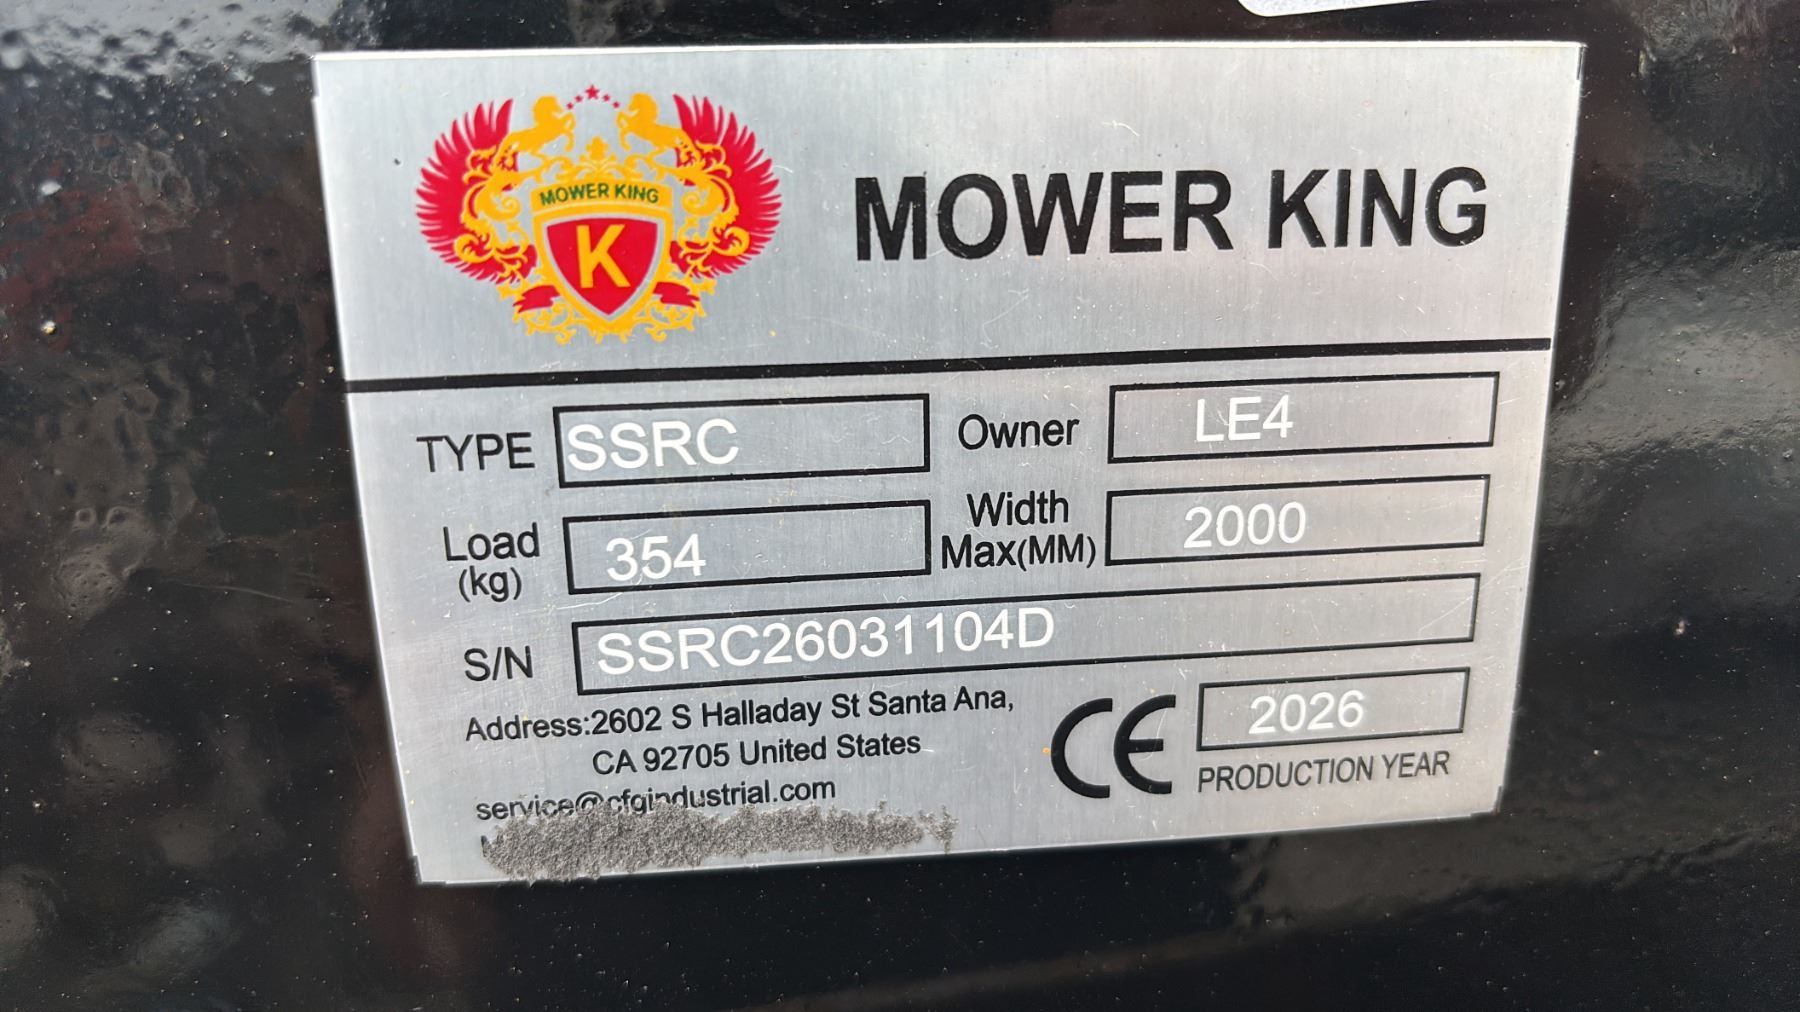 MOWER KING
K
MOWER KING
TYPE SSRC Owner LE4
Load (kg) 354 Width Max(MM) 2000
S/N SSRC26031104D
Address:2602 S Halladay St Santa Ana,
CA 92705 United States
service@cfgindustrial.com
CE 2026
PRODUCTION YEAR